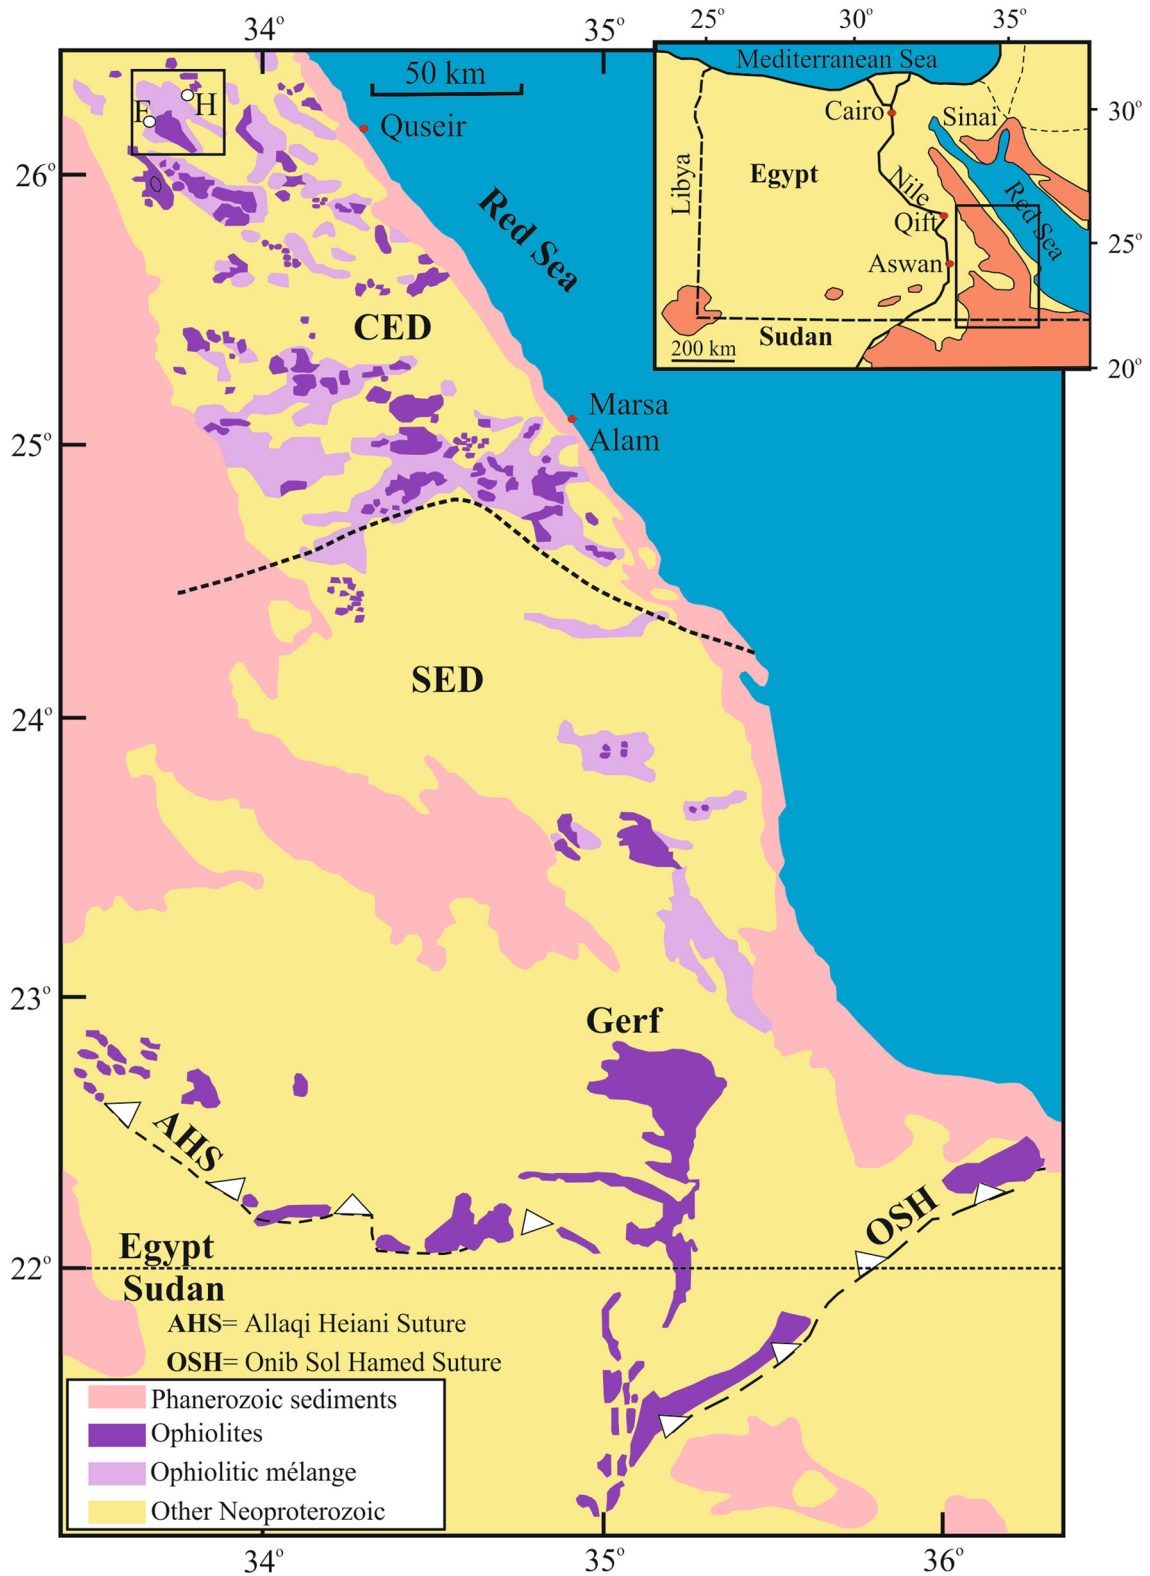 34°
35°
25°
30°
35°
Mediterranean Sea
50 km
Cairo
Sinai
30°
F
H
Quseir
Libya
Egypt
Nile
Red Sea
Qift
25°
26°
Red Sea
Aswan
CED
Sudan
200 km
20°
Marsa
Alam
25°
SED
24°
23°
Gerf
AHS
OSH
Egypt
22°
Sudan
AHS= Allaqi Heiani Suture
OSH= Onib Sol Hamed Suture
Phanerozoic sediments
Ophiolites
Ophiolitic mélange
Other Neoproterozoic
34°
35°
36°